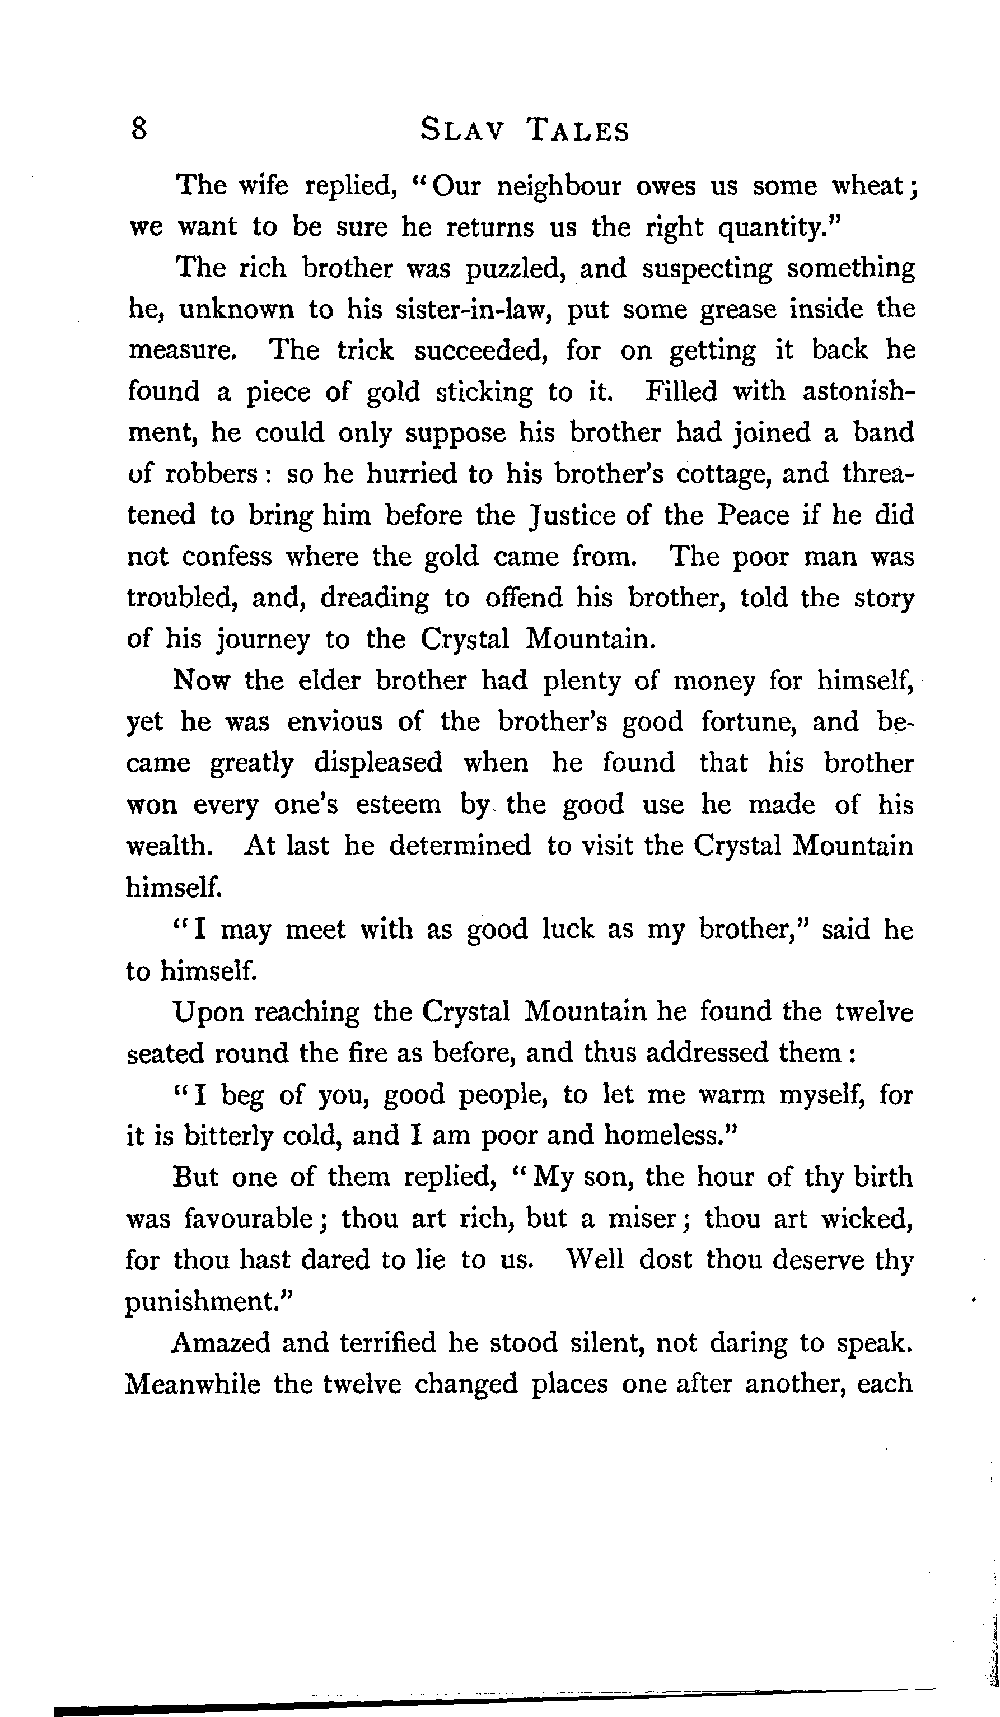 8 SLAV TALES
The wife replied, "Our neighbour owes us some wheat;
we want to be sure he returns us the right quantity."
The rich brother was puzzled, and suspecting something
he, unknown to his sister-in-law, put some grease inside the
measure. The trick succeeded, for on getting it back he
found a piece of gold sticking to it. Filled with astonish-
ment, he could only suppose his brother had joined a band
of robbers: so he hurried to his brother's cottage, and threa-
tened to bring him before the Justice of the Peace if he did
not confess where the gold came from. The poor man was
troubled, and, dreading to offend his brother, told the story
of his journey to the Crystal Mountain.
Now the elder brother had plenty of money for himself,
yet he was envious of the brother's good fortune, and be-
came greatly displeased when he found that his brother
won every one's esteem by the good use he made of his
wealth. At last he determined to visit the Crystal Mountain
himself.
"I may meet with as good luck as my brother," said he
to himself.
Upon reaching the Crystal Mountain he found the twelve
seated round the fire as before, and thus addressed them:
"I beg of you, good people, to let me warm myself, for
it is bitterly cold, and I am poor and homeless."
But one of them replied, "My son, the hour of thy birth
was favourable; thou art rich, but a miser; thou art wicked,
for thou hast dared to lie to us. Well dost thou deserve thy
punishment."
Amazed and terrified he stood silent, not daring to speak.
Meanwhile the twelve changed places one after another, each